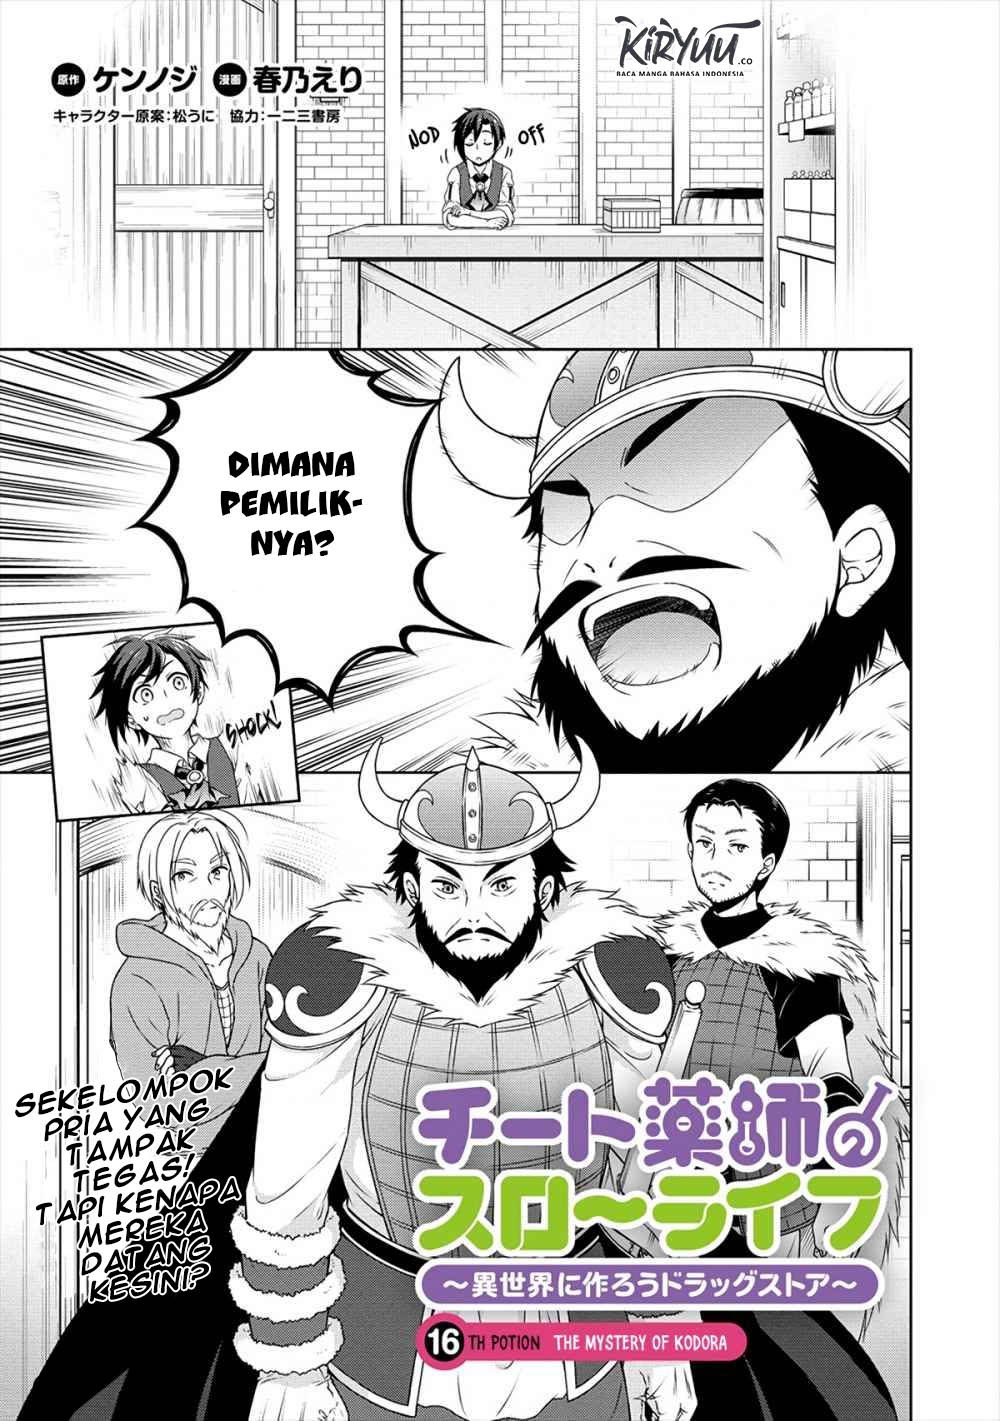 原作 ケンノジ 漫画 春乃えり
キャラクター原案:松うに 協力:一二三書房
KiRYUU.co
BACA MANGA BAHASA INDONESIA
NOD OFF
DIMANA
PEMILIK-
NYA?
SHOCK!
SEKELOMPOK
PRIA YANG
TAMPAK
TEGAS!
TAPI KENAPA
MEREKA
DATANG
KESINI?
チート薬師の
スローライフ
～異世界に作ろうドラッグストア～
16TH POTION THE MYSTERY OF KODORA